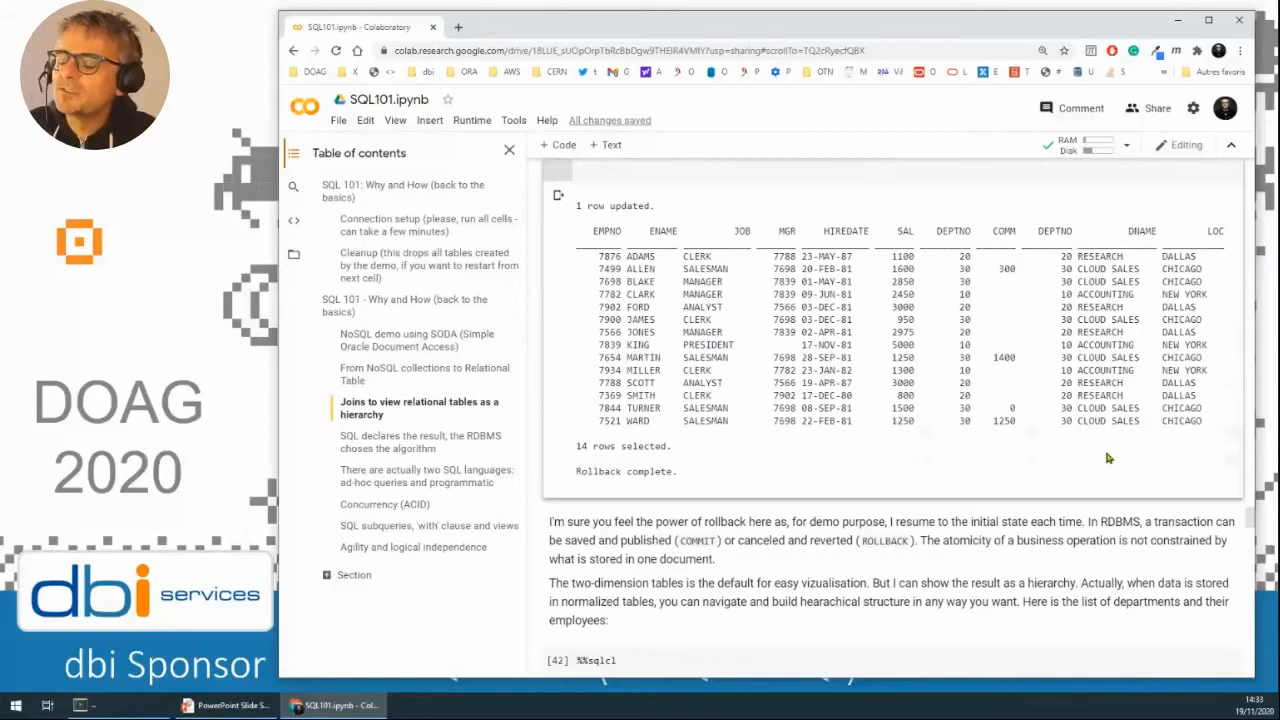 SQL101.ipynb - Colaboratory
colab.research.google.com/drive/
DOAG
X
dbi
ORA
AWS
CERN
OTN
Autres favoris
SQL101.ipynb
File Edit View Insert Runtime Tools Help All changes saved
Comment
Share
+ Code + Text
RAM
Disk
Editing
Table of contents
SQL 101: Why and How (back to the
basics)
Connection setup (please, run all cells -
can take a few minutes)
Cleanup (this drops all tables created
by the demo, if you want to restart from
next cell)
SQL 101 - Why and How (back to the
basics)
NoSQL demo using SODA (Simple
Oracle Document Access)
From NoSQL collections to Relational
Table
Joins to view relational tables as a
hierarchy
SQL declares the result, the RDBMS
choses the algorithm
There are actually two SQL languages:
ad-hoc queries and programmatic
Concurrency (ACID)
SQL subqueries, 'with' clause and views
Agility and logical independence
Section
1 row updated.
EMPNO ENAME JOB MGR HIREDATE SAL DEPTNO COMM DEPTNO DNAME LOC
7876 ADAMS CLERK 7788 23-MAY-87 1100 20 20 RESEARCH DALLAS
7499 ALLEN SALESMAN 7698 20-FEB-81 1600 30 300 30 CLOUD SALES CHICAGO
7698 BLAKE MANAGER 7839 01-MAY-81 2850 30 30 CLOUD SALES CHICAGO
7782 CLARK MANAGER 7839 09-JUN-81 2450 10 10 ACCOUNTING NEW YORK
7902 FORD ANALYST 7566 03-DEC-81 3000 20 20 RESEARCH DALLAS
7900 JAMES CLERK 7698 03-DEC-81 950 30 30 CLOUD SALES CHICAGO
7566 JONES MANAGER 7839 02-APR-81 2975 20 20 RESEARCH DALLAS
7839 KING PRESIDENT 17-NOV-81 5000 10 10 ACCOUNTING NEW YORK
7654 MARTIN SALESMAN 7698 28-SEP-81 1250 30 1400 30 CLOUD SALES CHICAGO
7934 MILLER CLERK 7782 23-JAN-82 1300 10 10 ACCOUNTING NEW YORK
7788 SCOTT ANALYST 7566 19-APR-87 3000 20 20 RESEARCH DALLAS
7369 SMITH CLERK 7902 17-DEC-80 800 20 20 RESEARCH DALLAS
7844 TURNER SALESMAN 7698 08-SEP-81 1500 30 0 30 CLOUD SALES CHICAGO
7521 WARD SALESMAN 7698 22-FEB-81 1250 30 1250 30 CLOUD SALES CHICAGO
14 rows selected.
Rollback complete.
I'm sure you feel the power of rollback here as, for demo purpose, I resume to the initial state each time. In RDBMS, a transaction can
be saved and published (COMMIT) or canceled and reverted (ROLLBACK). The atomicity of a business operation is not constrained by
what is stored in one document.
The two-dimension tables is the default for easy vizualisation. But I can show the result as a hierarchy. Actually, when data is stored
in normalized tables, you can navigate and build hearachical structure in any way you want. Here is the list of departments and their
employees:
[42] %%sqlcl
DOAG
2020
dbi services
dbi Sponsor
PowerPoint Slide S...
SQL101.ipynb - Col...
14:33
19/11/2020